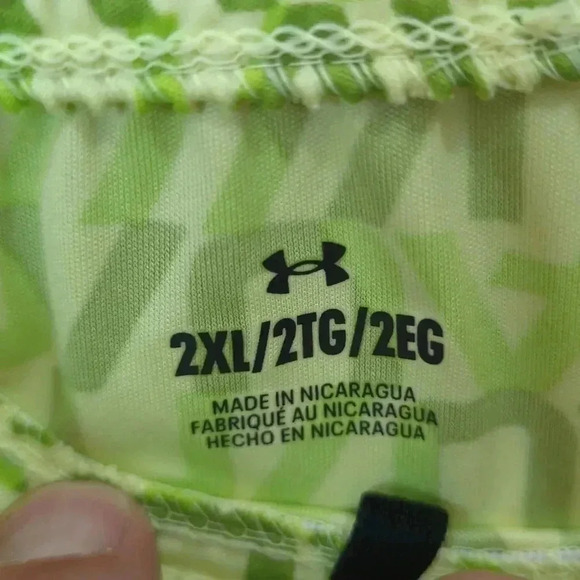 2XL/2TG/2EG
MADE IN NICARAGUA
FABRIQUÉ AU NICARAGUA
HECHO EN NICARAGUA